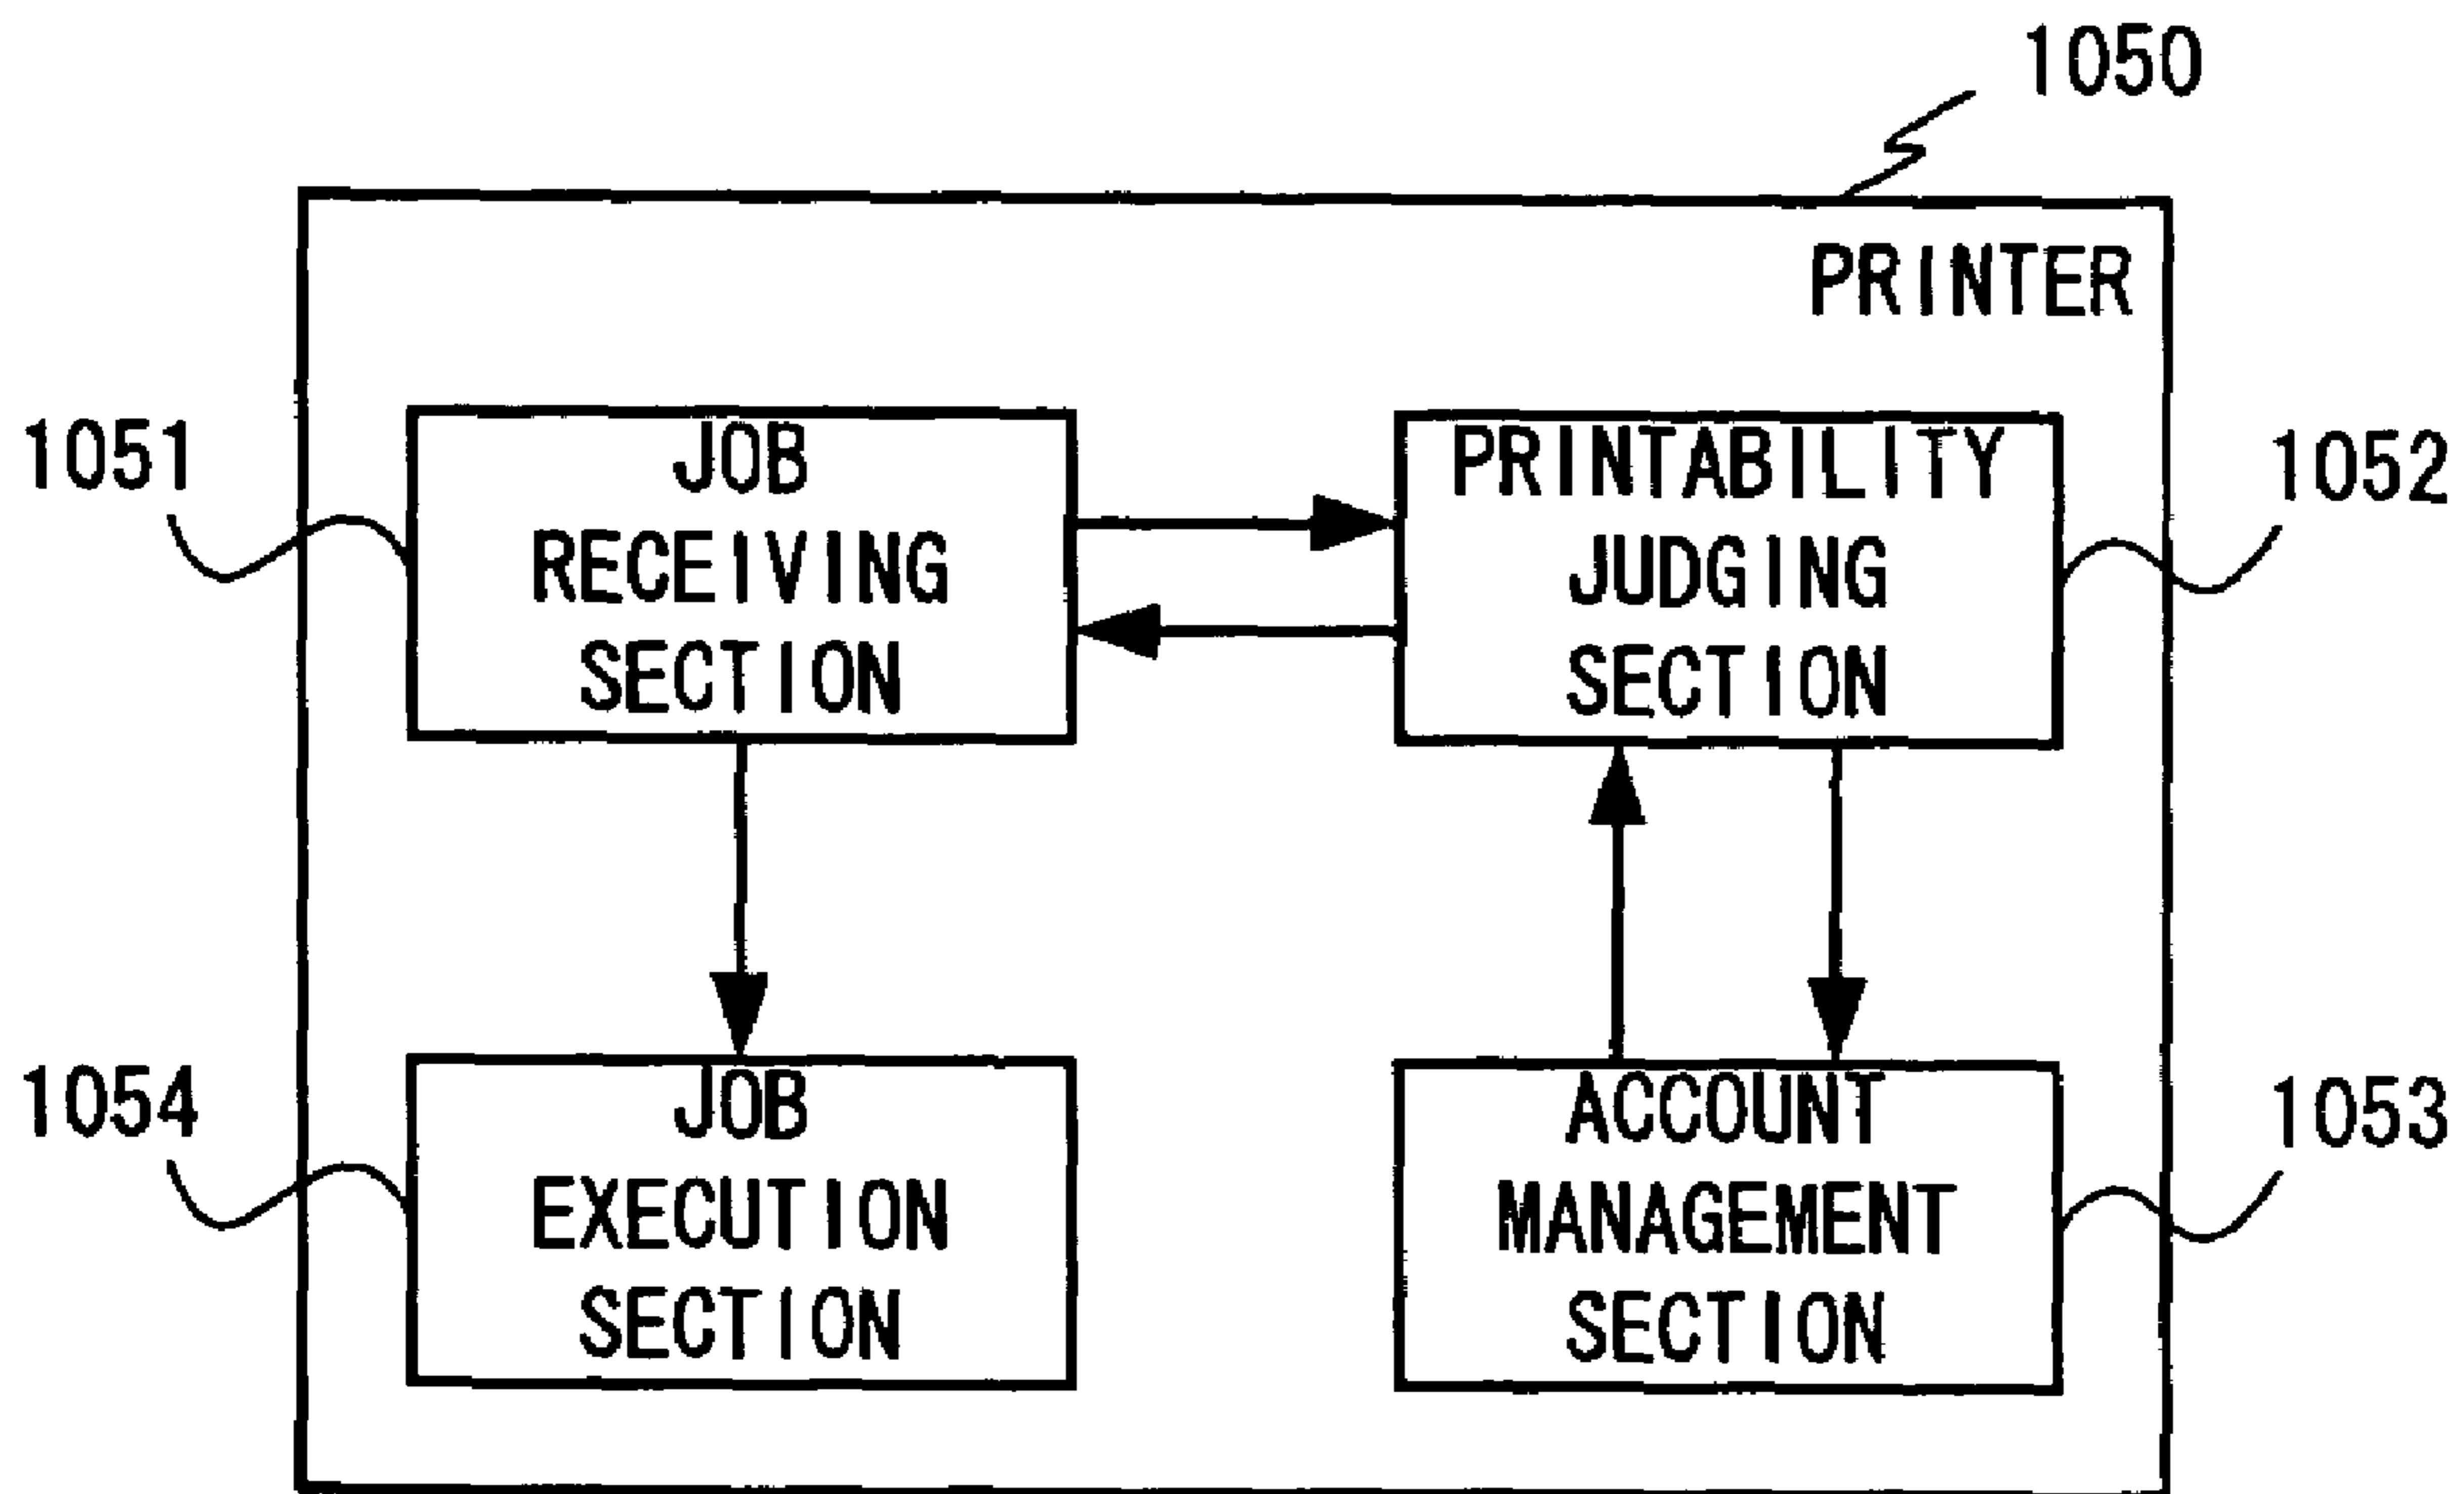 1050
PRINTER
1051
JOB
RECEIVING
SECTION
PRINTABILITY
JUDGING
SECTION
1052
1054
JOB
EXECUTION
SECTION
ACCOUNT
MANAGEMENT
SECTION
1053